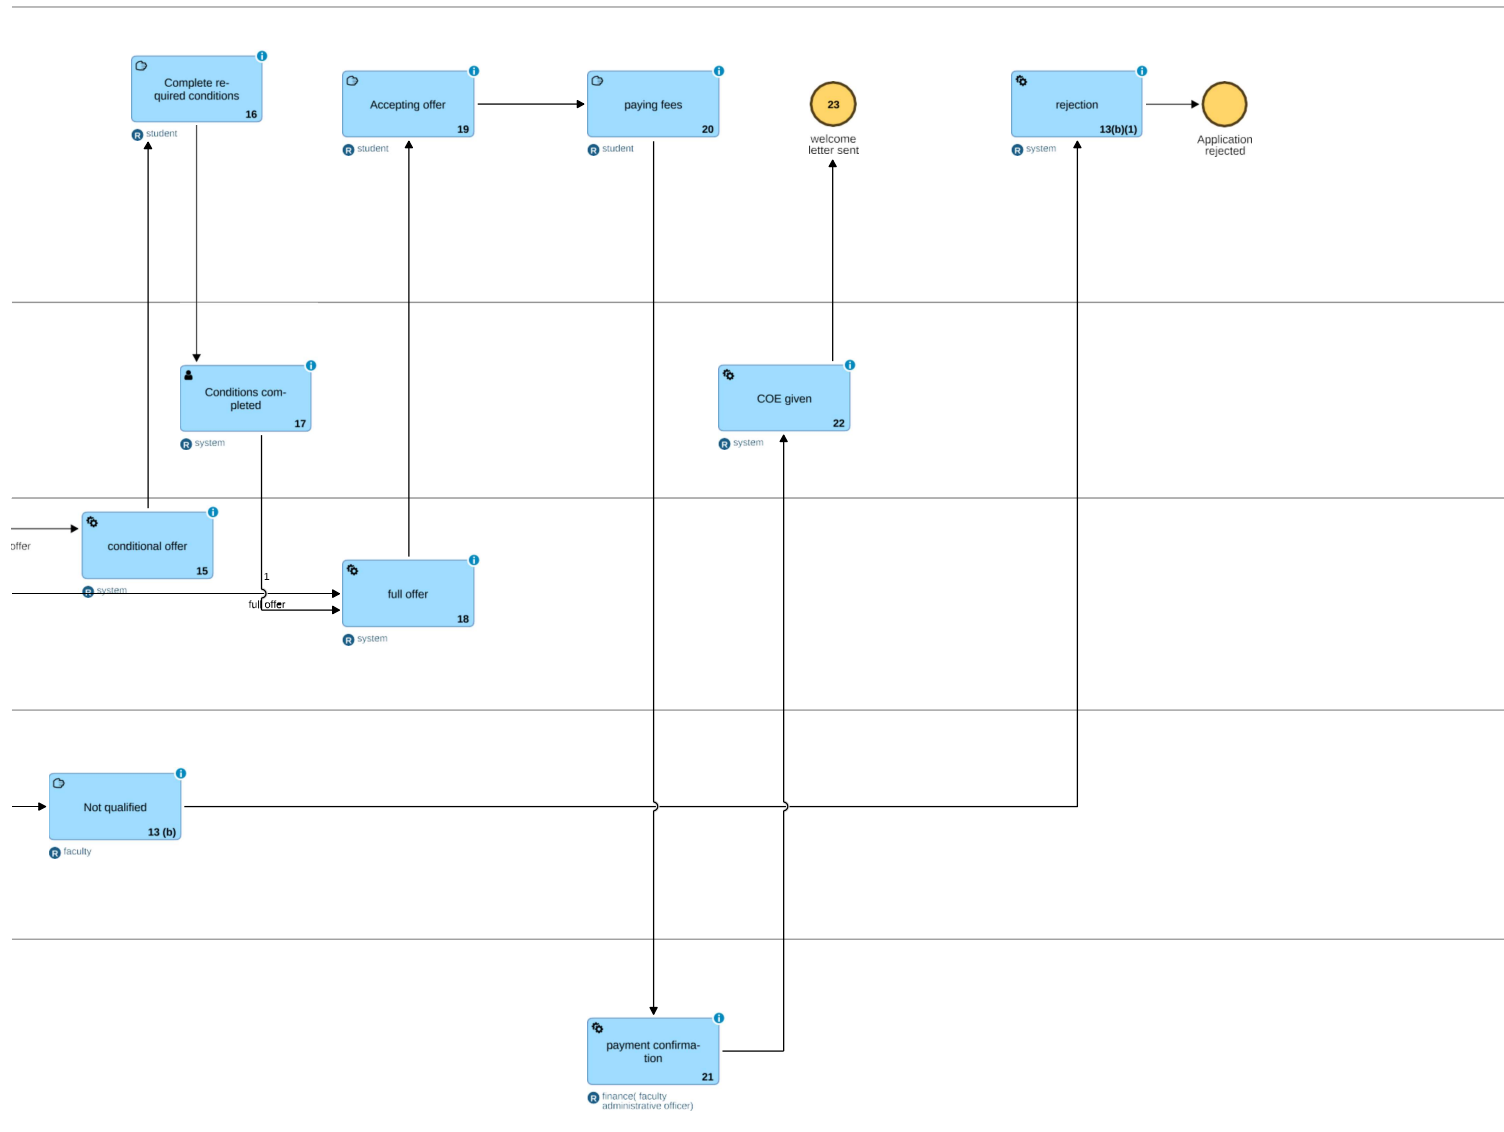 Complete re-
quired conditions
16
R student
Accepting offer
19
R student
paying fees
20
R student
23
welcome
letter sent
rejection
13(b)(1)
R system
Application
rejected
Conditions com-
pleted
17
R system
COE given
22
R system
offer
conditional offer
15
R system
1
full offer
full offer
18
R system
Not qualified
13 (b)
R faculty
payment confirma-
tion
21
R finance( faculty
administrative officer)